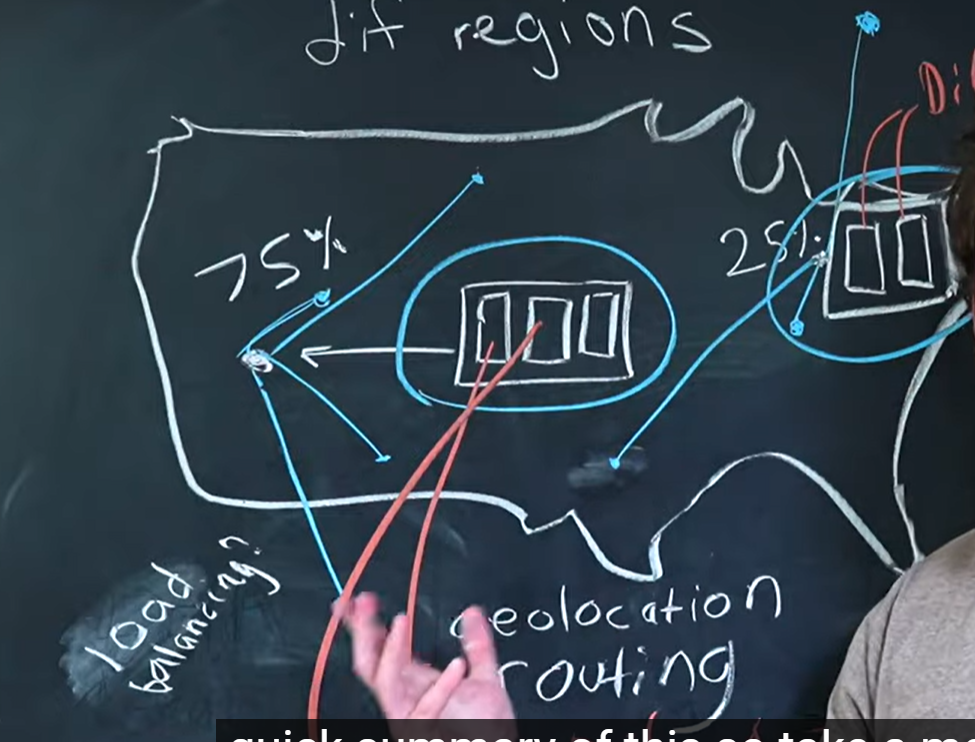 dif regions
Di
75%
25%
load
balancing?
geolocation
routing
quick summary of this so take a m